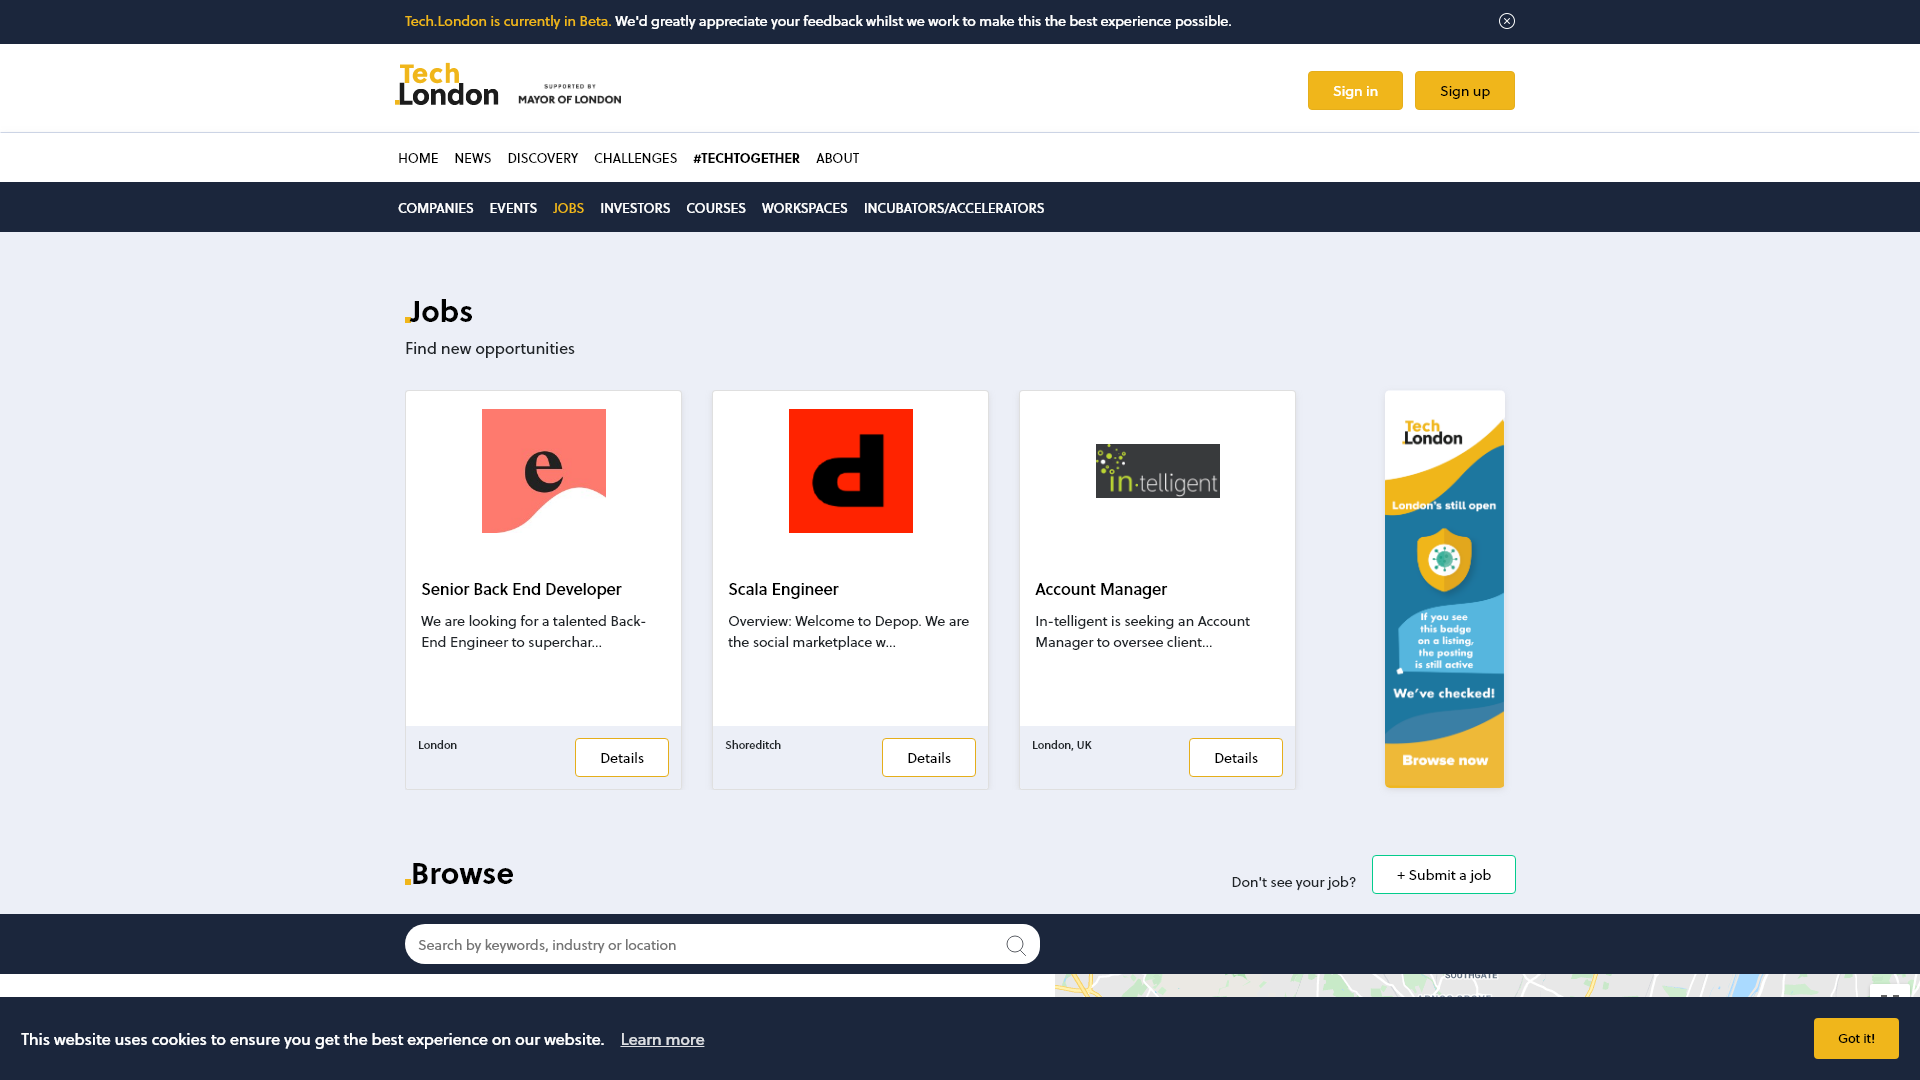 Tech.London is currently in Beta. We'd greatly appreciate your feedback whilst we work to make this the best experience possible.
Tech
London
SUPPORTED BY
MAYOR OF LONDON
Sign in
Sign up
HOME NEWS DISCOVERY CHALLENGES #TECHTOGETHER ABOUT
COMPANIES EVENTS JOBS INVESTORS COURSES WORKSPACES INCUBATORS/ACCELERATORS
Jobs
Find new opportunities
e
Senior Back End Developer
We are looking for a talented Back-
End Engineer to superchar...
London
Details
d
Scala Engineer
Overview: Welcome to Depop. We are
the social marketplace w...
Shoreditch
Details
in·telligent
Account Manager
In-telligent is seeking an Account
Manager to oversee client...
London, UK
Details
Tech
London
London's still open
If you see
this badge
on a listing,
the posting
is still active
We've checked!
Browse now
Browse
Don't see your job?
+ Submit a job
Search by keywords, industry or location
SOUTHGATE
This website uses cookies to ensure you get the best experience on our website. Learn more
Got it!